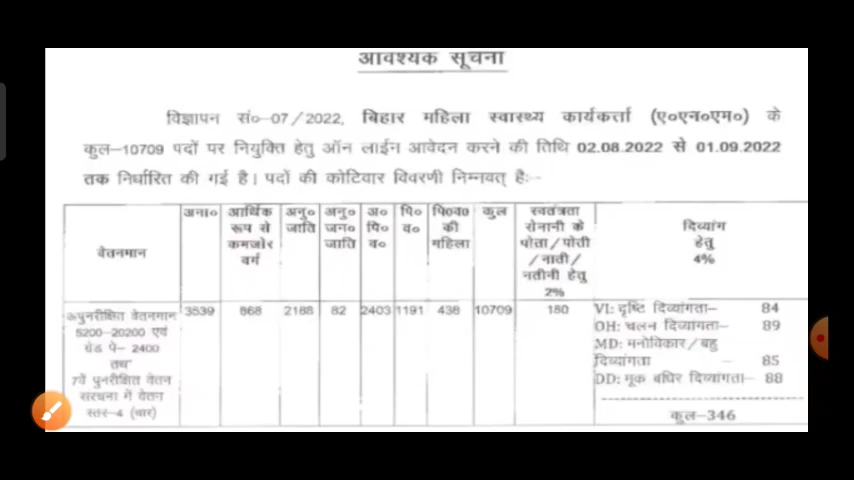 आवश्यक सूचना
विज्ञापन सं०-07/2022, बिहार महिला स्वास्थ्य कार्यकर्त्ता (ए०एन०एम०) के
कुल-10709 पदों पर नियुक्ति हेतु ऑन लाईन आवेदन करने की तिथि 02.08.2022 से 01.09.2022
तक निर्धारित की गई है। पदों की कोटिवार विवरणी निम्नवत् हैः-
वेतनमान
अना०
आर्थिक
रूप से
कमजोर
वर्ग
अनु०
जाति
अनु०
जन०
जाति
अ०
पि०
व०
पि०
व०
पि०व०
की
महिला
कुल
स्वतंत्रता
सेनानी के
पोता/पोती
/नाती/
नतीनी हेतु
2%
दिव्यांग
हेतु
4%
अपुनरीक्षित वेतनमान
5200-20200 एवं
ग्रेड पे- 2400
तथा
7वें पुनरीक्षित वेतन
संरचना में वेतन
स्तर-4 (चार)
3539
868
2188
82
2403
1191
438
10709
180
VI: दृष्टि दिव्यांगता- 84
OH: चलन दिव्यांगता- 89
MD: मनोविकार/बहु
दिव्यांगता - 85
DD: मूक बधिर दिव्यांगता- 88
कुल-346